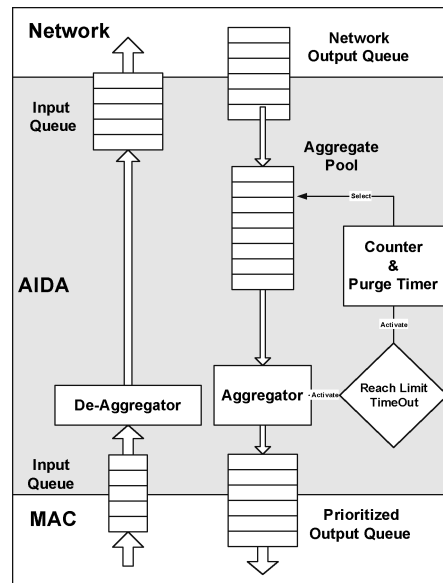 Network
Network
Output Queue
Input
Queue
Aggregate
Pool
Select
Counter
&
Purge Timer
AIDA
Activate
Reach Limit
TimeOut
Aggregator
- Activate
De-Aggregator
Input
Queue
MAC
Prioritized
Output Queue